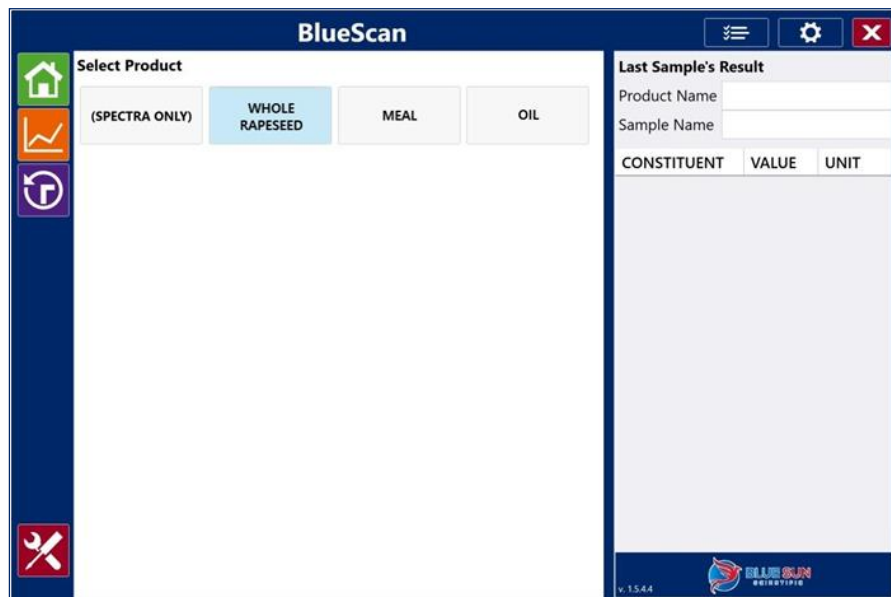 BlueScan
Select Product
(SPECTRA ONLY)
WHOLE
RAPESEED
MEAL
OIL
Last Sample's Result
Product Name
Sample Name
CONSTITUENT VALUE UNIT
v. 1.5.4.4
BLUE SUN
SCIENTIFIC